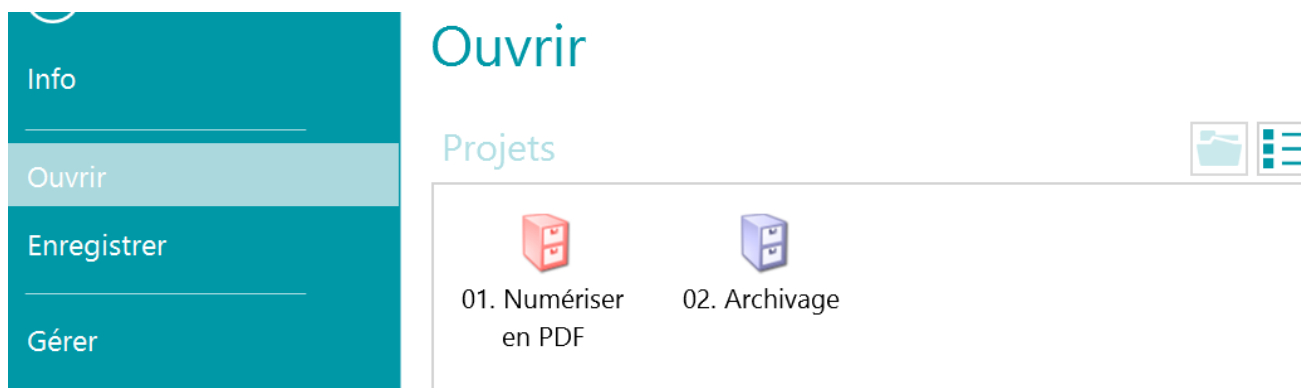 Info
Ouvrir
Enregistrer
Gérer
Ouvrir
Projets
01. Numériser
en PDF
02. Archivage